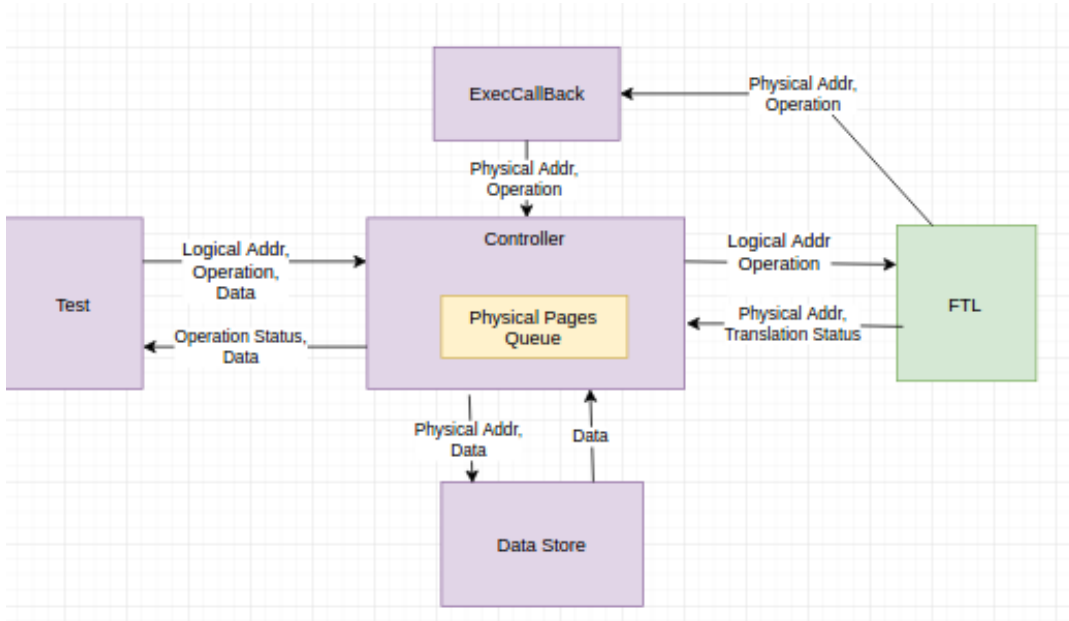 ExecCallBack
Physical Addr,
Operation
Physical Addr,
Operation
Test
Logical Addr,
Operation,
Data
Operation Status,
Data
Controller
Physical Pages
Queue
Logical Addr
Operation
Physical Addr,
Translation Status
FTL
Physical Addr,
Data
Data
Data Store